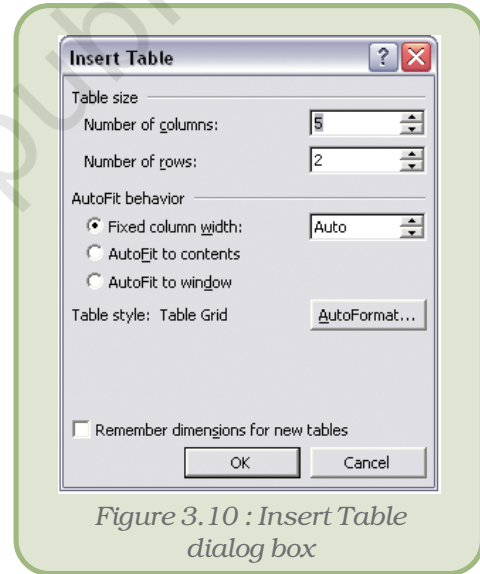 Insert Table ?
Table size
Number of columns: 5
Number of rows: 2
AutoFit behavior
Fixed column width: Auto
AutoFit to contents
AutoFit to window
Table style: Table Grid AutoFormat...
Remember dimensions for new tables
OK Cancel
Figure 3.10 : Insert Table
dialog box